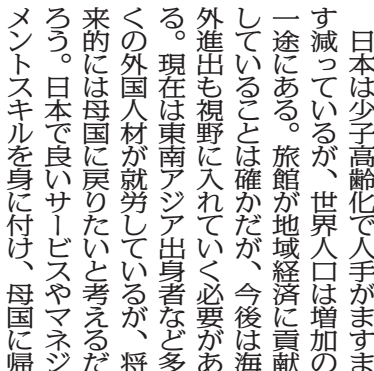 日本は少子高齢化で人手がますま
す減っているが、世界人口は増加の
一途にある。旅館が地域経済に貢献
していることは確かだが、今後は海
外進出も視野に入れていく必要があ
る。現在は東南アジア出身者など多
くの外国人材が就労しているが、将
来的には母国に戻りたいと考えるだ
ろう。日本で良いサービスやマネジ
メントスキルを身に付け、母国に帰